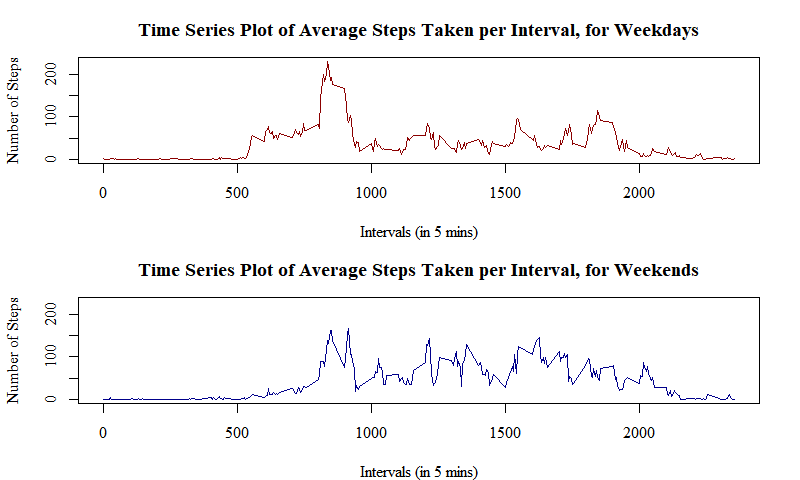 Time Series Plot of Average Steps Taken per Interval, for Weekdays
Number of Steps
200
100
0
0 500 1000 1500 2000
Intervals (in 5 mins)
Time Series Plot of Average Steps Taken per Interval, for Weekends
Number of Steps
200
100
0
0 500 1000 1500 2000
Intervals (in 5 mins)